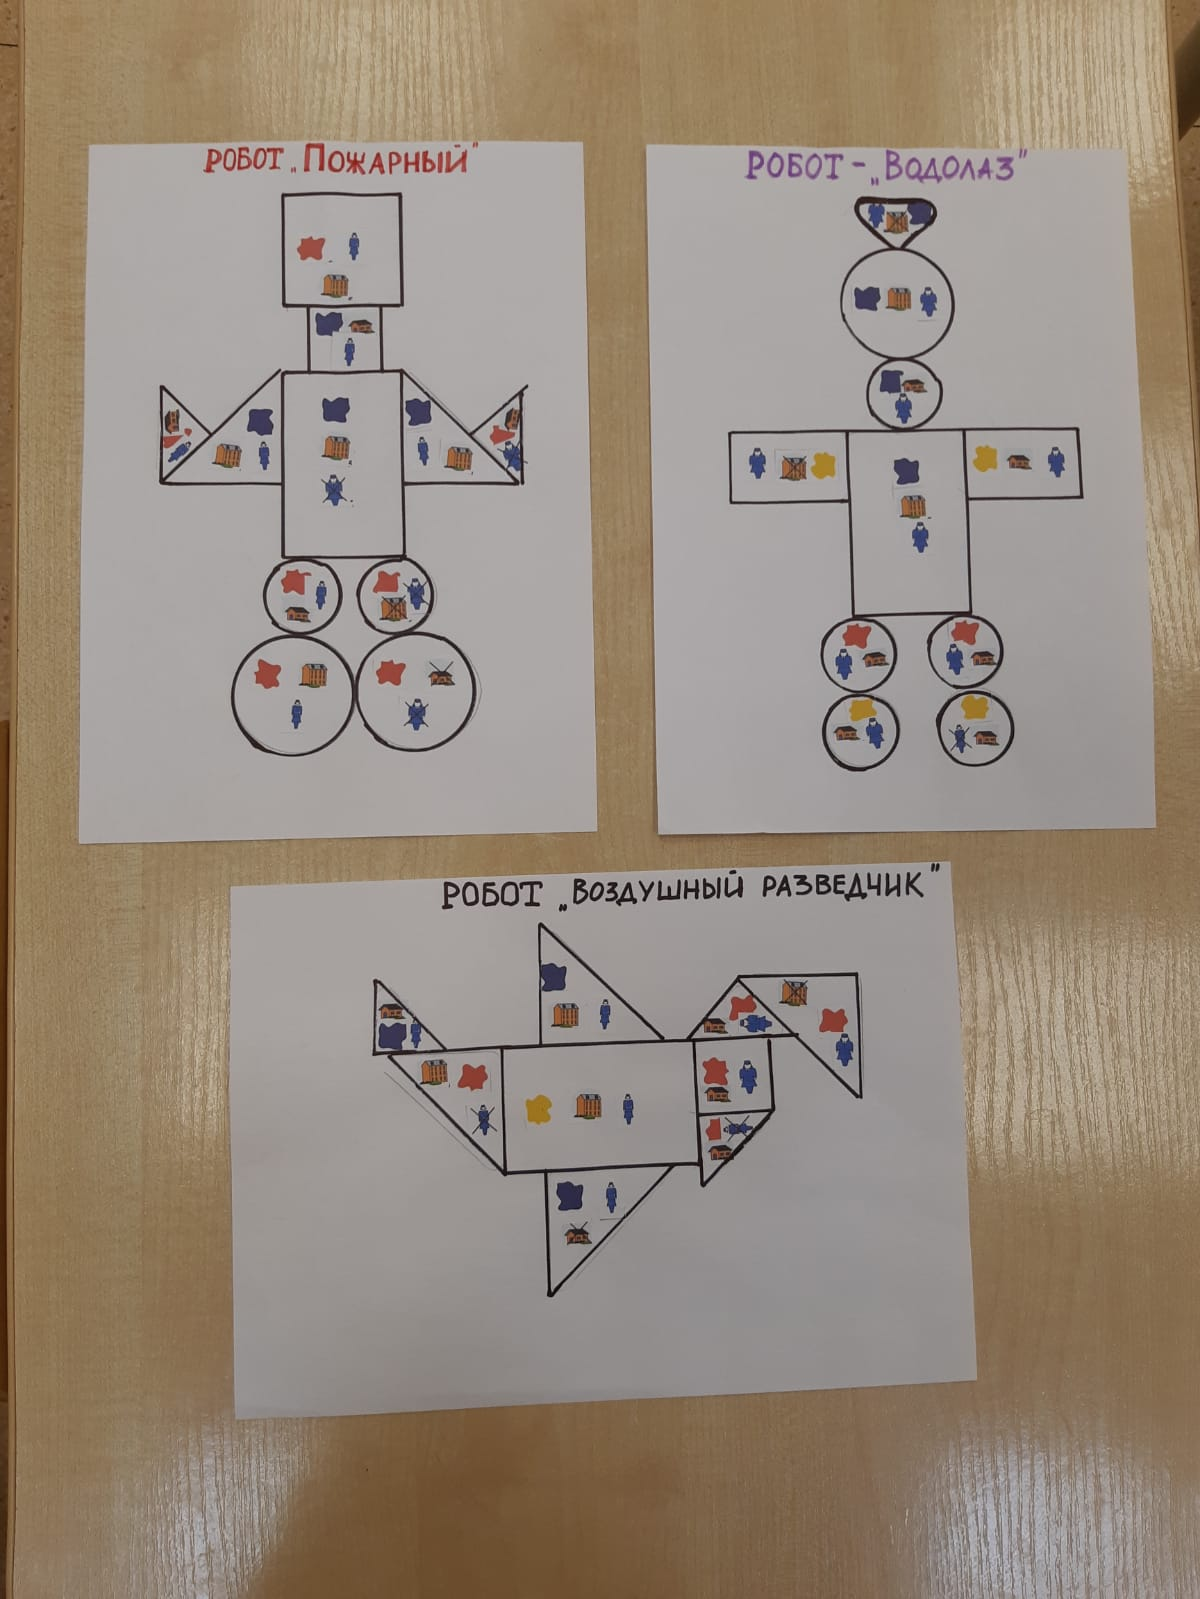 РОБОТ „Пожарный"
РОБОТ - „Водолаз"
РОБОТ „Воздушный разведчик"